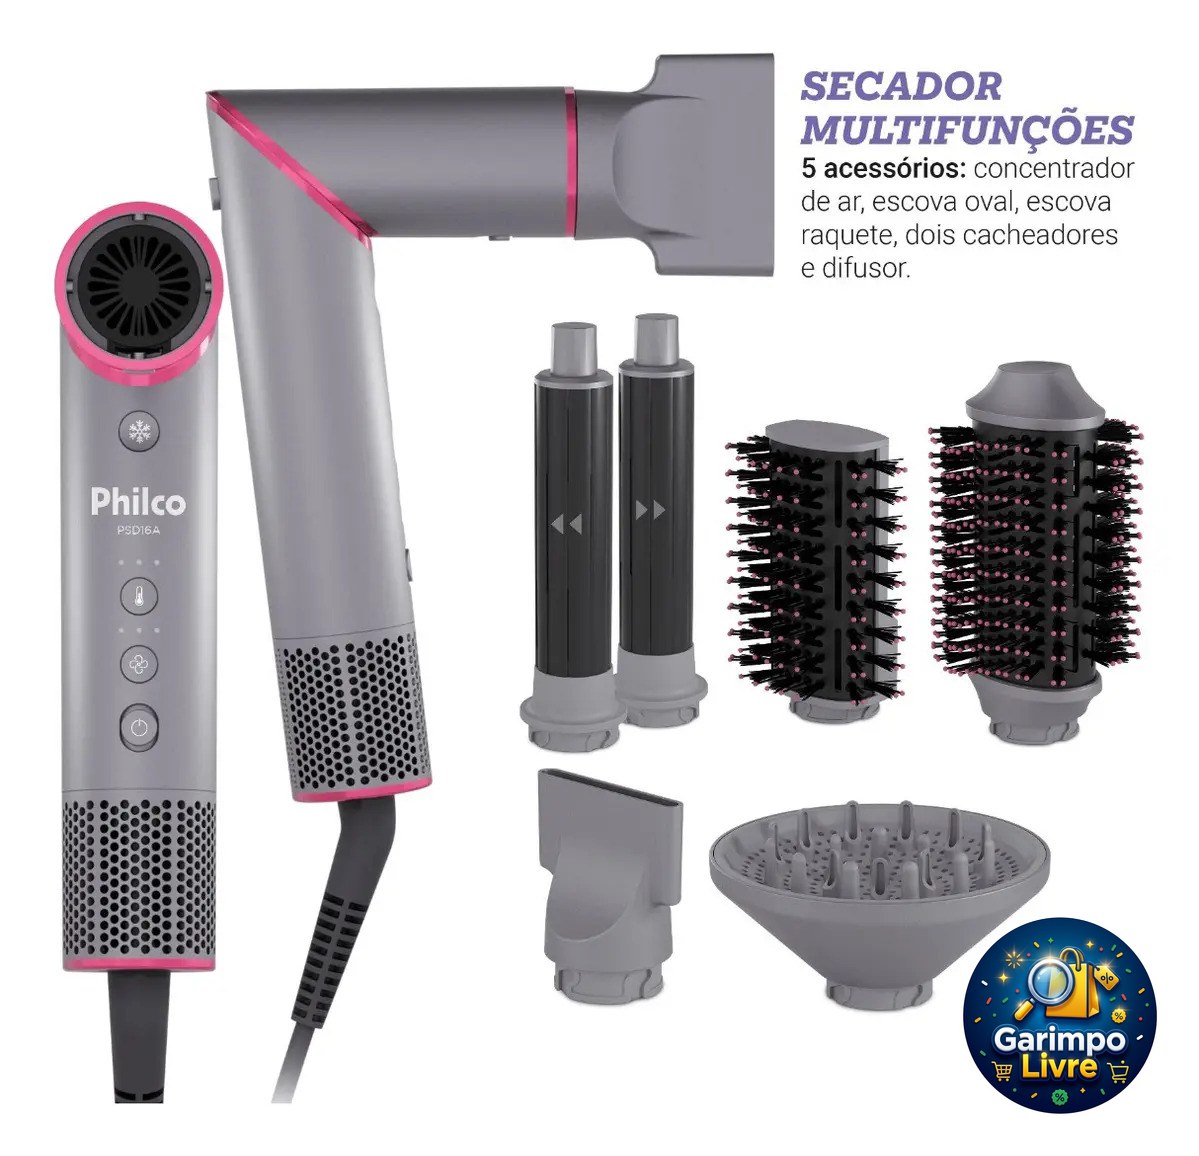 SECADOR
MULTIFUNÇÕES
5 acessórios: concentrador
de ar, escova oval, escova
raquete, dois cacheadores
e difusor.
Philco
PSD16A
Garimpo
Livre